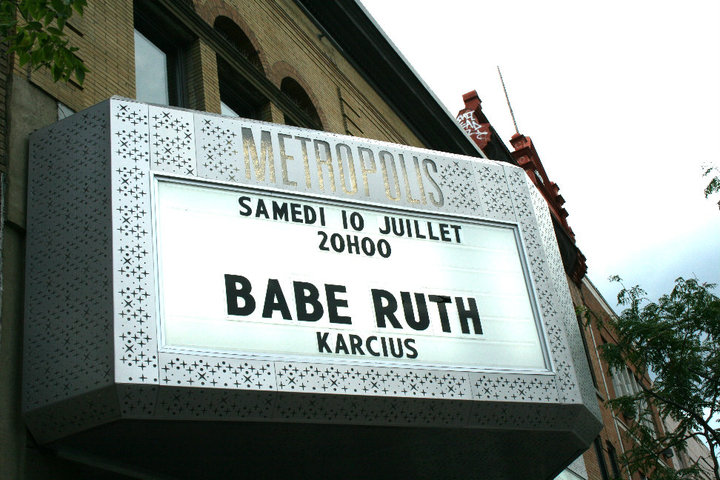 METROPOLIS
SAMEDI 10 JUILLET
20H00
BABE RUTH
KARCIUS